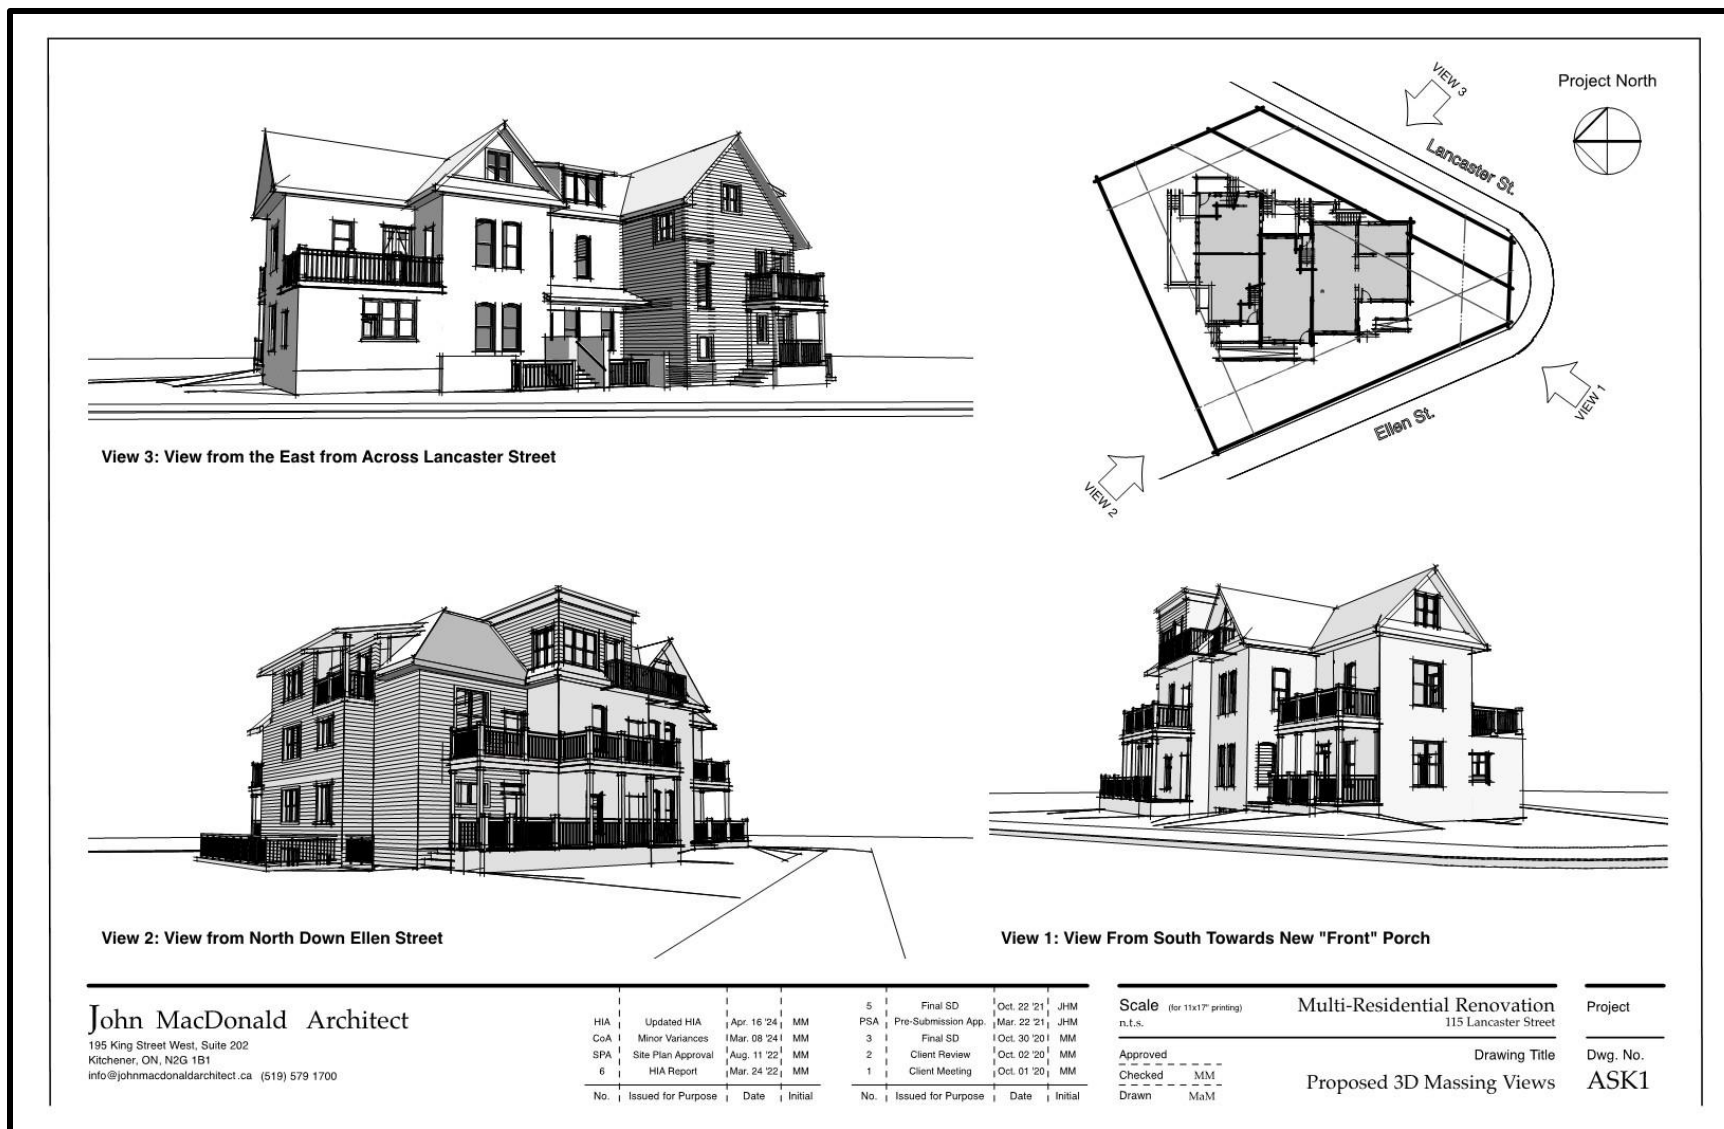 VIEW 3
Project North
Lancaster St.
VIEW 1
Ellen St.
VIEW 2
View 3: View from the East from Across Lancaster Street
View 2: View from North Down Ellen Street
View 1: View From South Towards New "Front" Porch
John MacDonald Architect
195 King Street West, Suite 202
Kitchener, ON, N2G 1B1
info@johnmacdonaldarchitect.ca (519) 579 1700
HIA Updated HIA Apr. 16 '24 MM
CoA Minor Variances Mar. 08 '24 MM
SPA Site Plan Approval Aug. 11 '22 MM
6 HIA Report Mar. 24 '22 MM
No. Issued for Purpose Date Initial
5 Final SD Oct. 22 '21 JHM
PSA Pre-Submission App. Mar. 22 '21 JHM
3 Final SD Oct. 30 '20 MM
2 Client Review Oct. 02 '20 MM
1 Client Meeting Oct. 01 '20 MM
No. Issued for Purpose Date Initial
Scale (for 11x17" printing)
n.t.s.
Approved
Checked MM
Drawn MaM
Multi-Residential Renovation
115 Lancaster Street
Drawing Title
Proposed 3D Massing Views
Project
Dwg. No.
ASK1